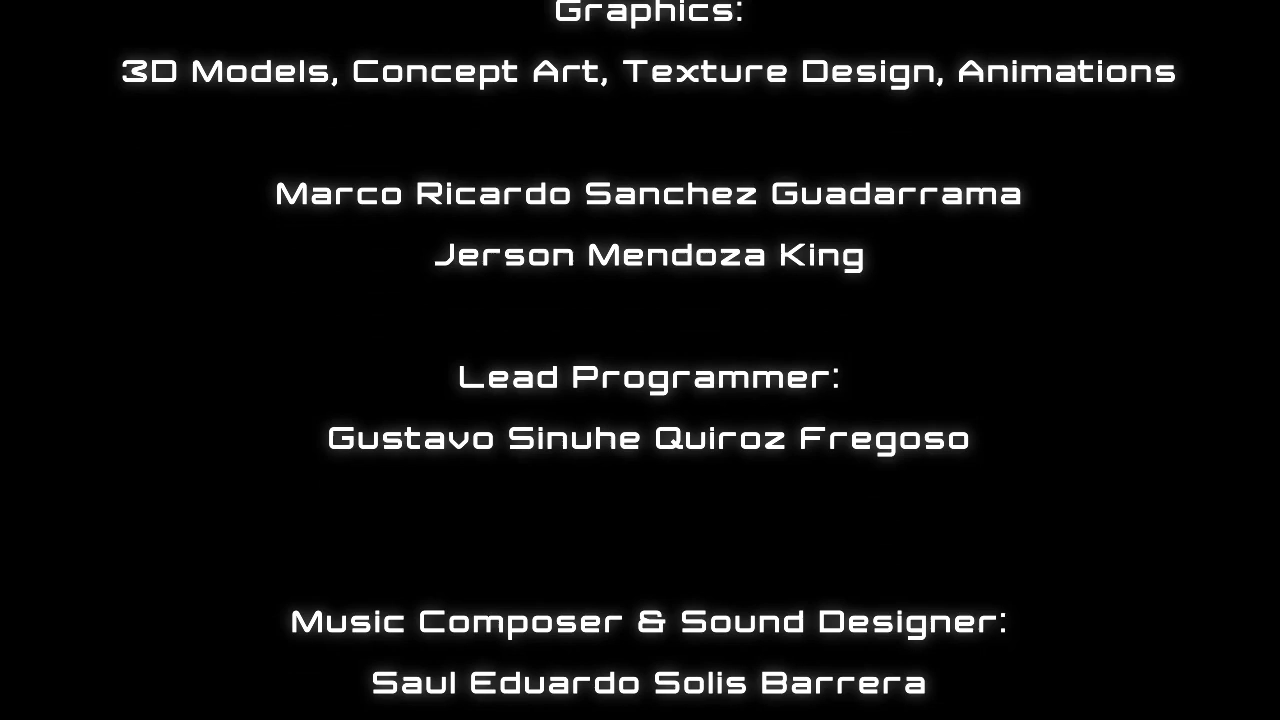 Graphics:
3D Models, Concept Art, Texture Design, Animations
Marco Ricardo Sanchez Guadarrama
Jerson Mendoza King
Lead Programmer:
Gustavo Sinuhe Quiroz Fregoso
Music Composer & Sound Designer:
Saul Eduardo Solis Barrera